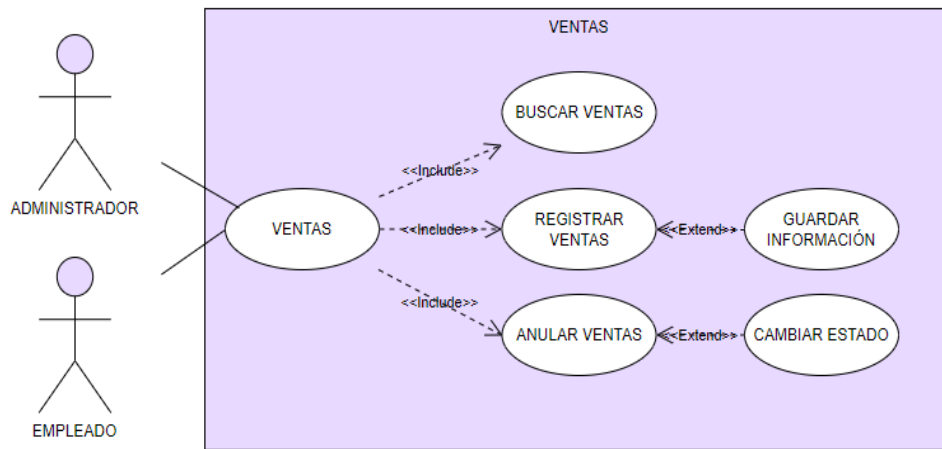 VENTAS
ADMINISTRADOR
EMPLEADO
VENTAS
<<Include>>
BUSCAR VENTAS
<<Include>>
REGISTRAR
VENTAS
<<Extend>>
GUARDAR
INFORMACIÓN
<<Include>>
ANULAR VENTAS
<<Extend>>
CAMBIAR ESTADO